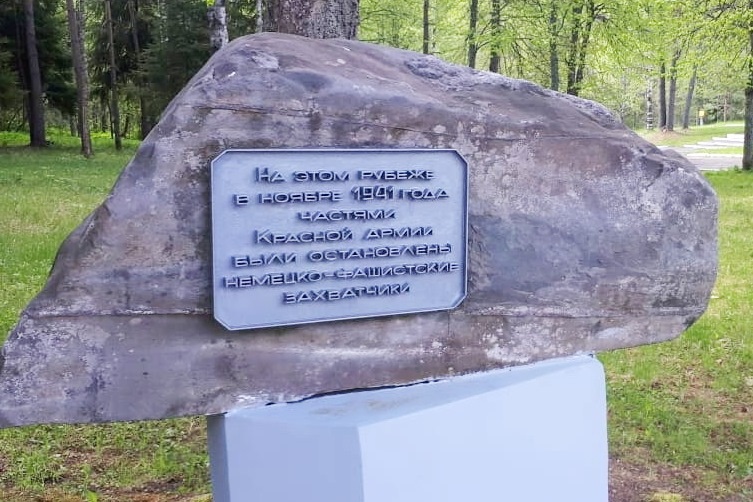 На этом рубеже
в ноябре 1941 года
частями
Красной армии
были остановлены
немецко-фашистские
захватчики